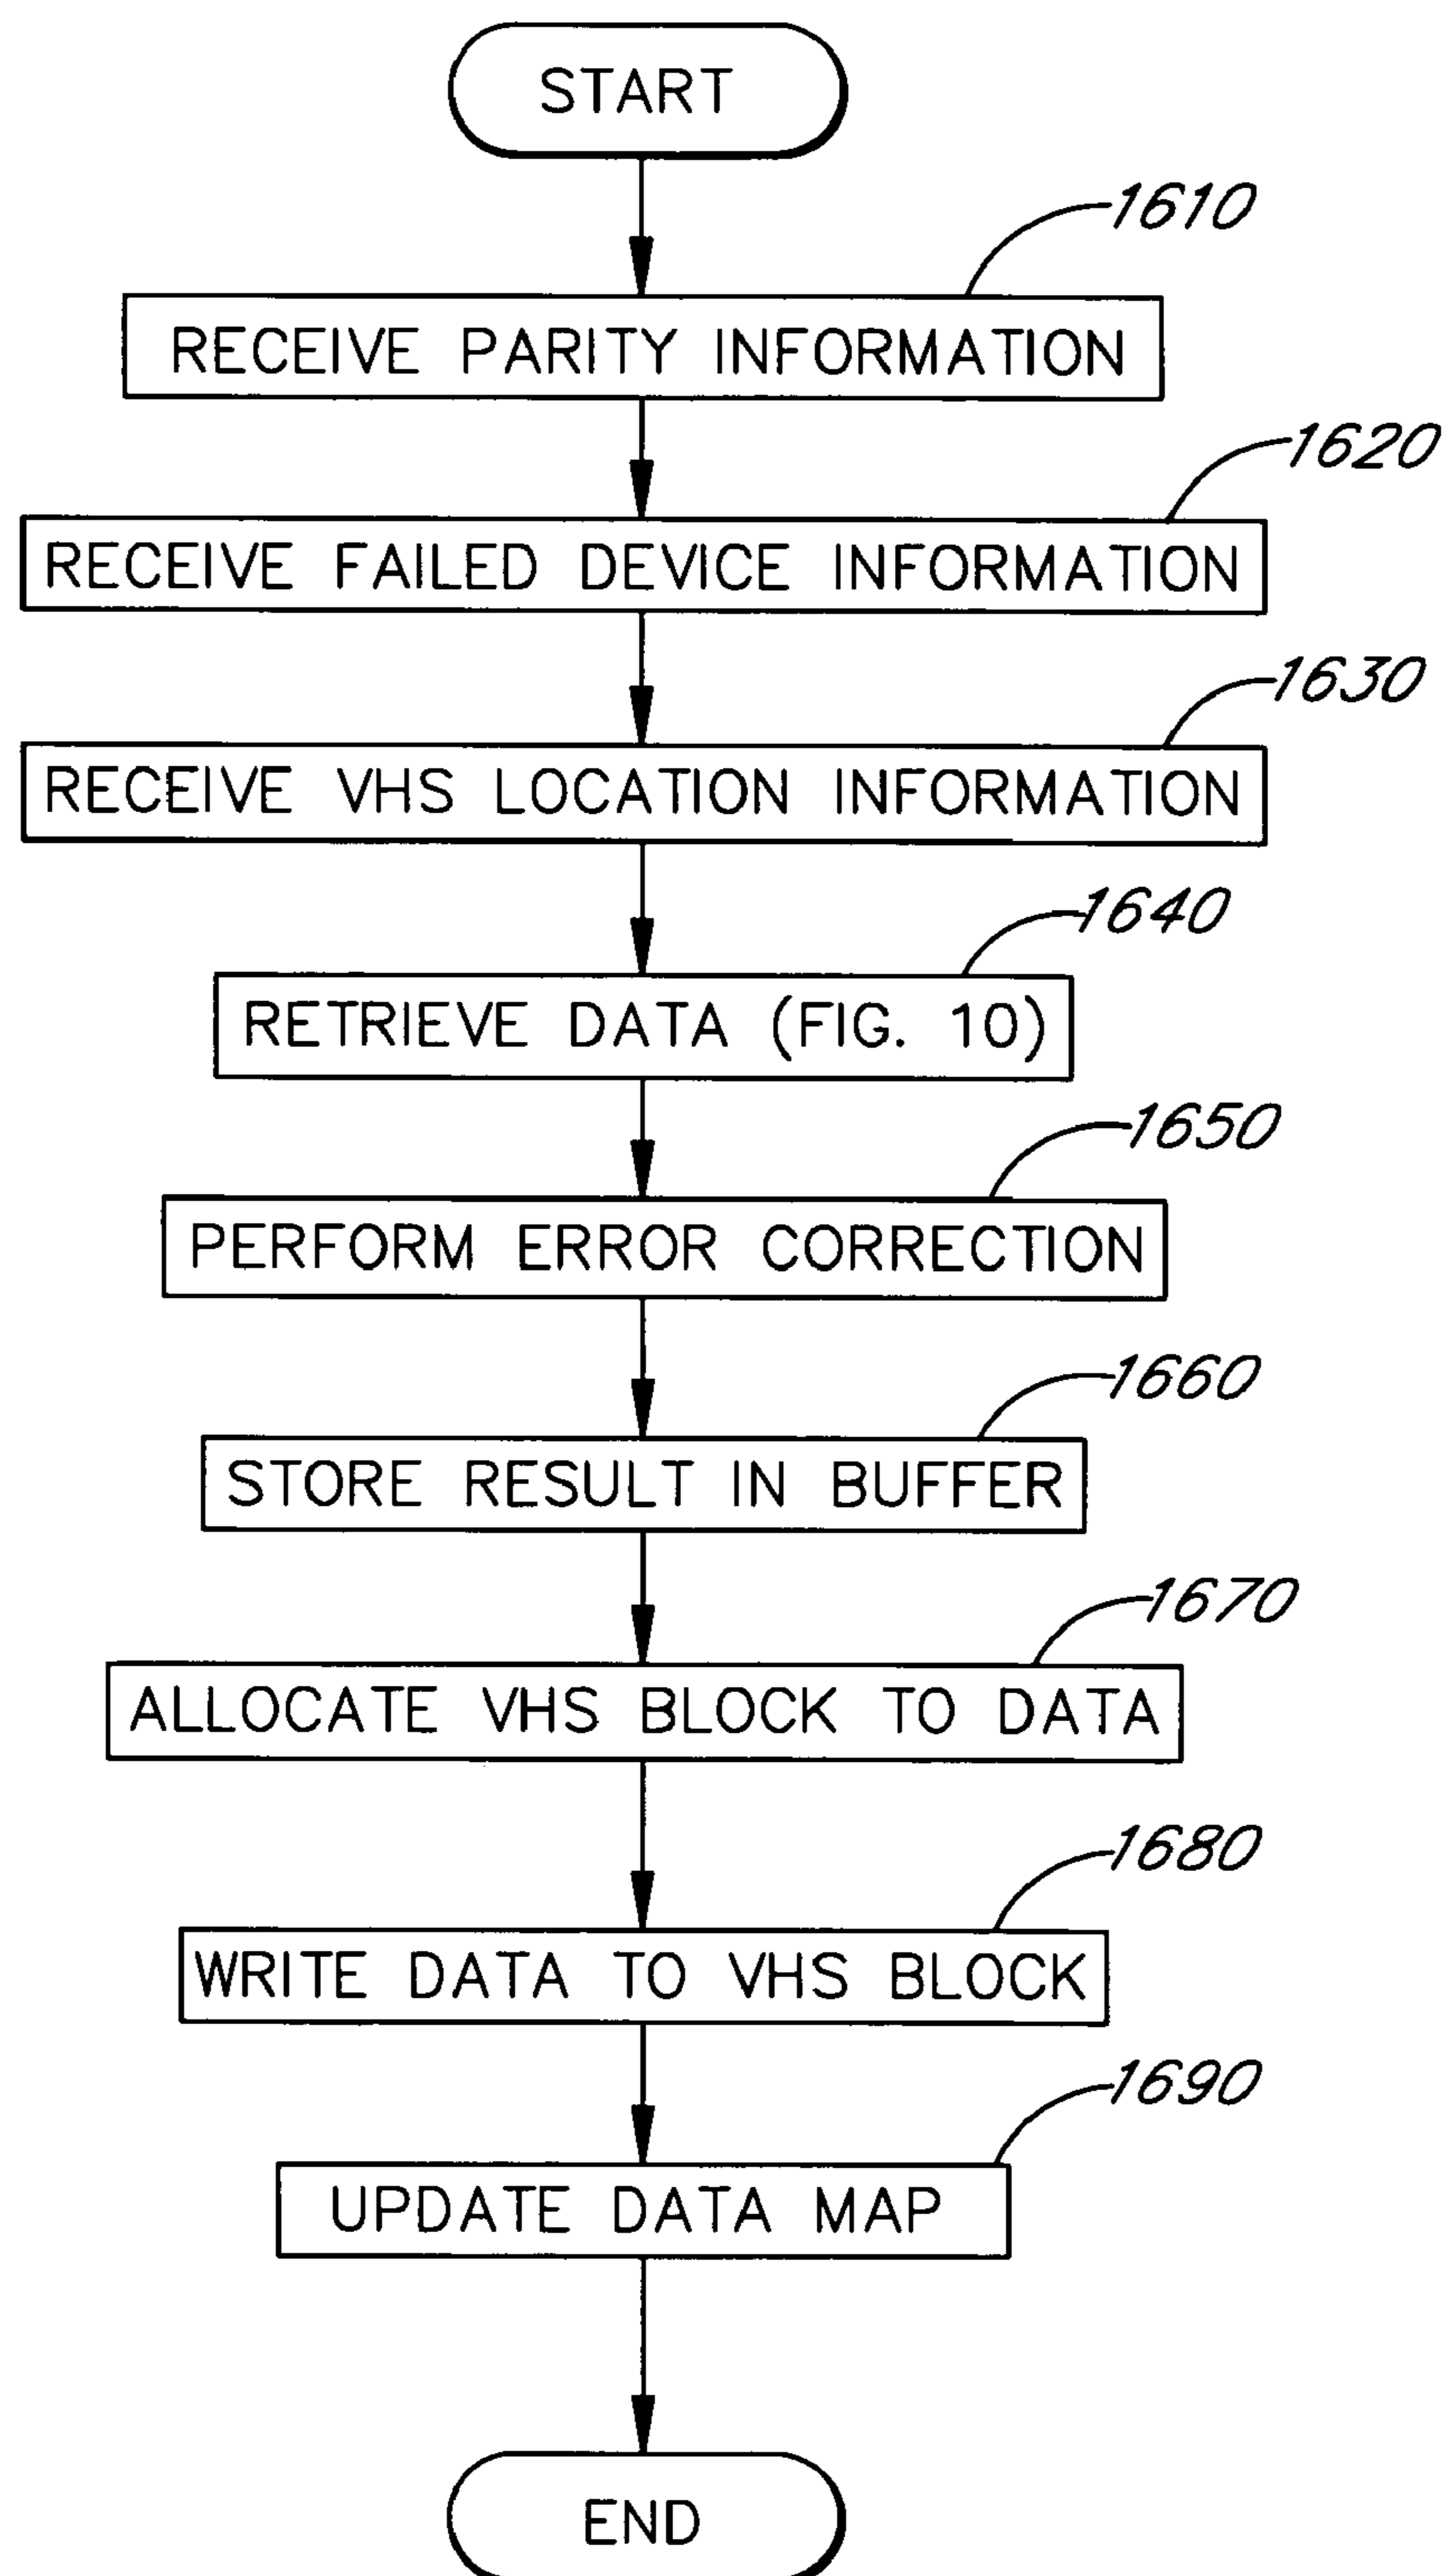 START
1610
RECEIVE PARITY INFORMATION
1620
RECEIVE FAILED DEVICE INFORMATION
1630
RECEIVE VHS LOCATION INFORMATION
1640
RETRIEVE DATA (FIG. 10)
1650
PERFORM ERROR CORRECTION
1660
STORE RESULT IN BUFFER
1670
ALLOCATE VHS BLOCK TO DATA
1680
WRITE DATA TO VHS BLOCK
1690
UPDATE DATA MAP
END